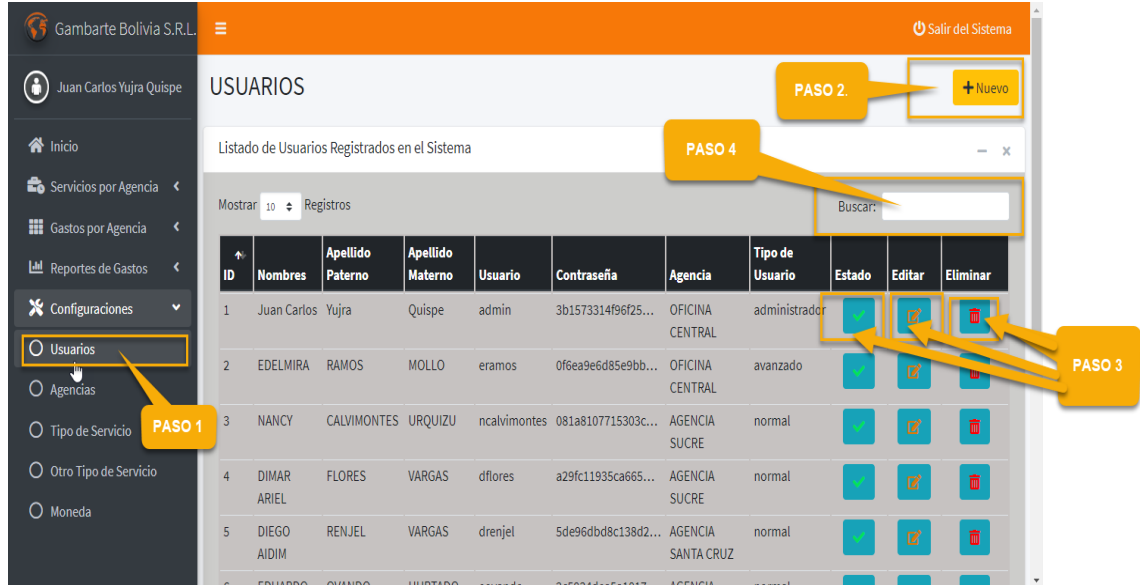 Gambarte Bolivia S.R.L.
Salir del Sistema
Juan Carlos Yujra Quispe
USUARIOS
PASO 2.
Nuevo
Inicio
Listado de Usuarios Registrados en el Sistema
PASO 4
Servicios por Agencia
Mostrar 10 Registros
Buscar:
Gastos por Agencia
Reportes de Gastos
Configuraciones
Usuarios
Agencias
PASO 1
Tipo de Servicio
Otro Tipo de Servicio
Moneda
ID Nombres Apellido Paterno Apellido Materno Usuario Contraseña Agencia Tipo de Usuario Estado Editar Eliminar
1 Juan Carlos Yujra Quispe admin 3b1573314f96f25... OFICINA CENTRAL administrador
PASO 3
2 EDELMIRA RAMOS MOLLO eramos 0f6ea9e6d85e9bb... OFICINA CENTRAL avanzado
3 NANCY CALVIMONTES URQUIZU ncalvimontes 081a8107715303c... AGENCIA SUCRE normal
4 DIMAR ARIEL FLORES VARGAS dflores a29fc11935ca665... AGENCIA SUCRE normal
5 DIEGO AIDIM RENJEL VARGAS drenjel 5de96dbd8c138d2... AGENCIA SANTA CRUZ normal